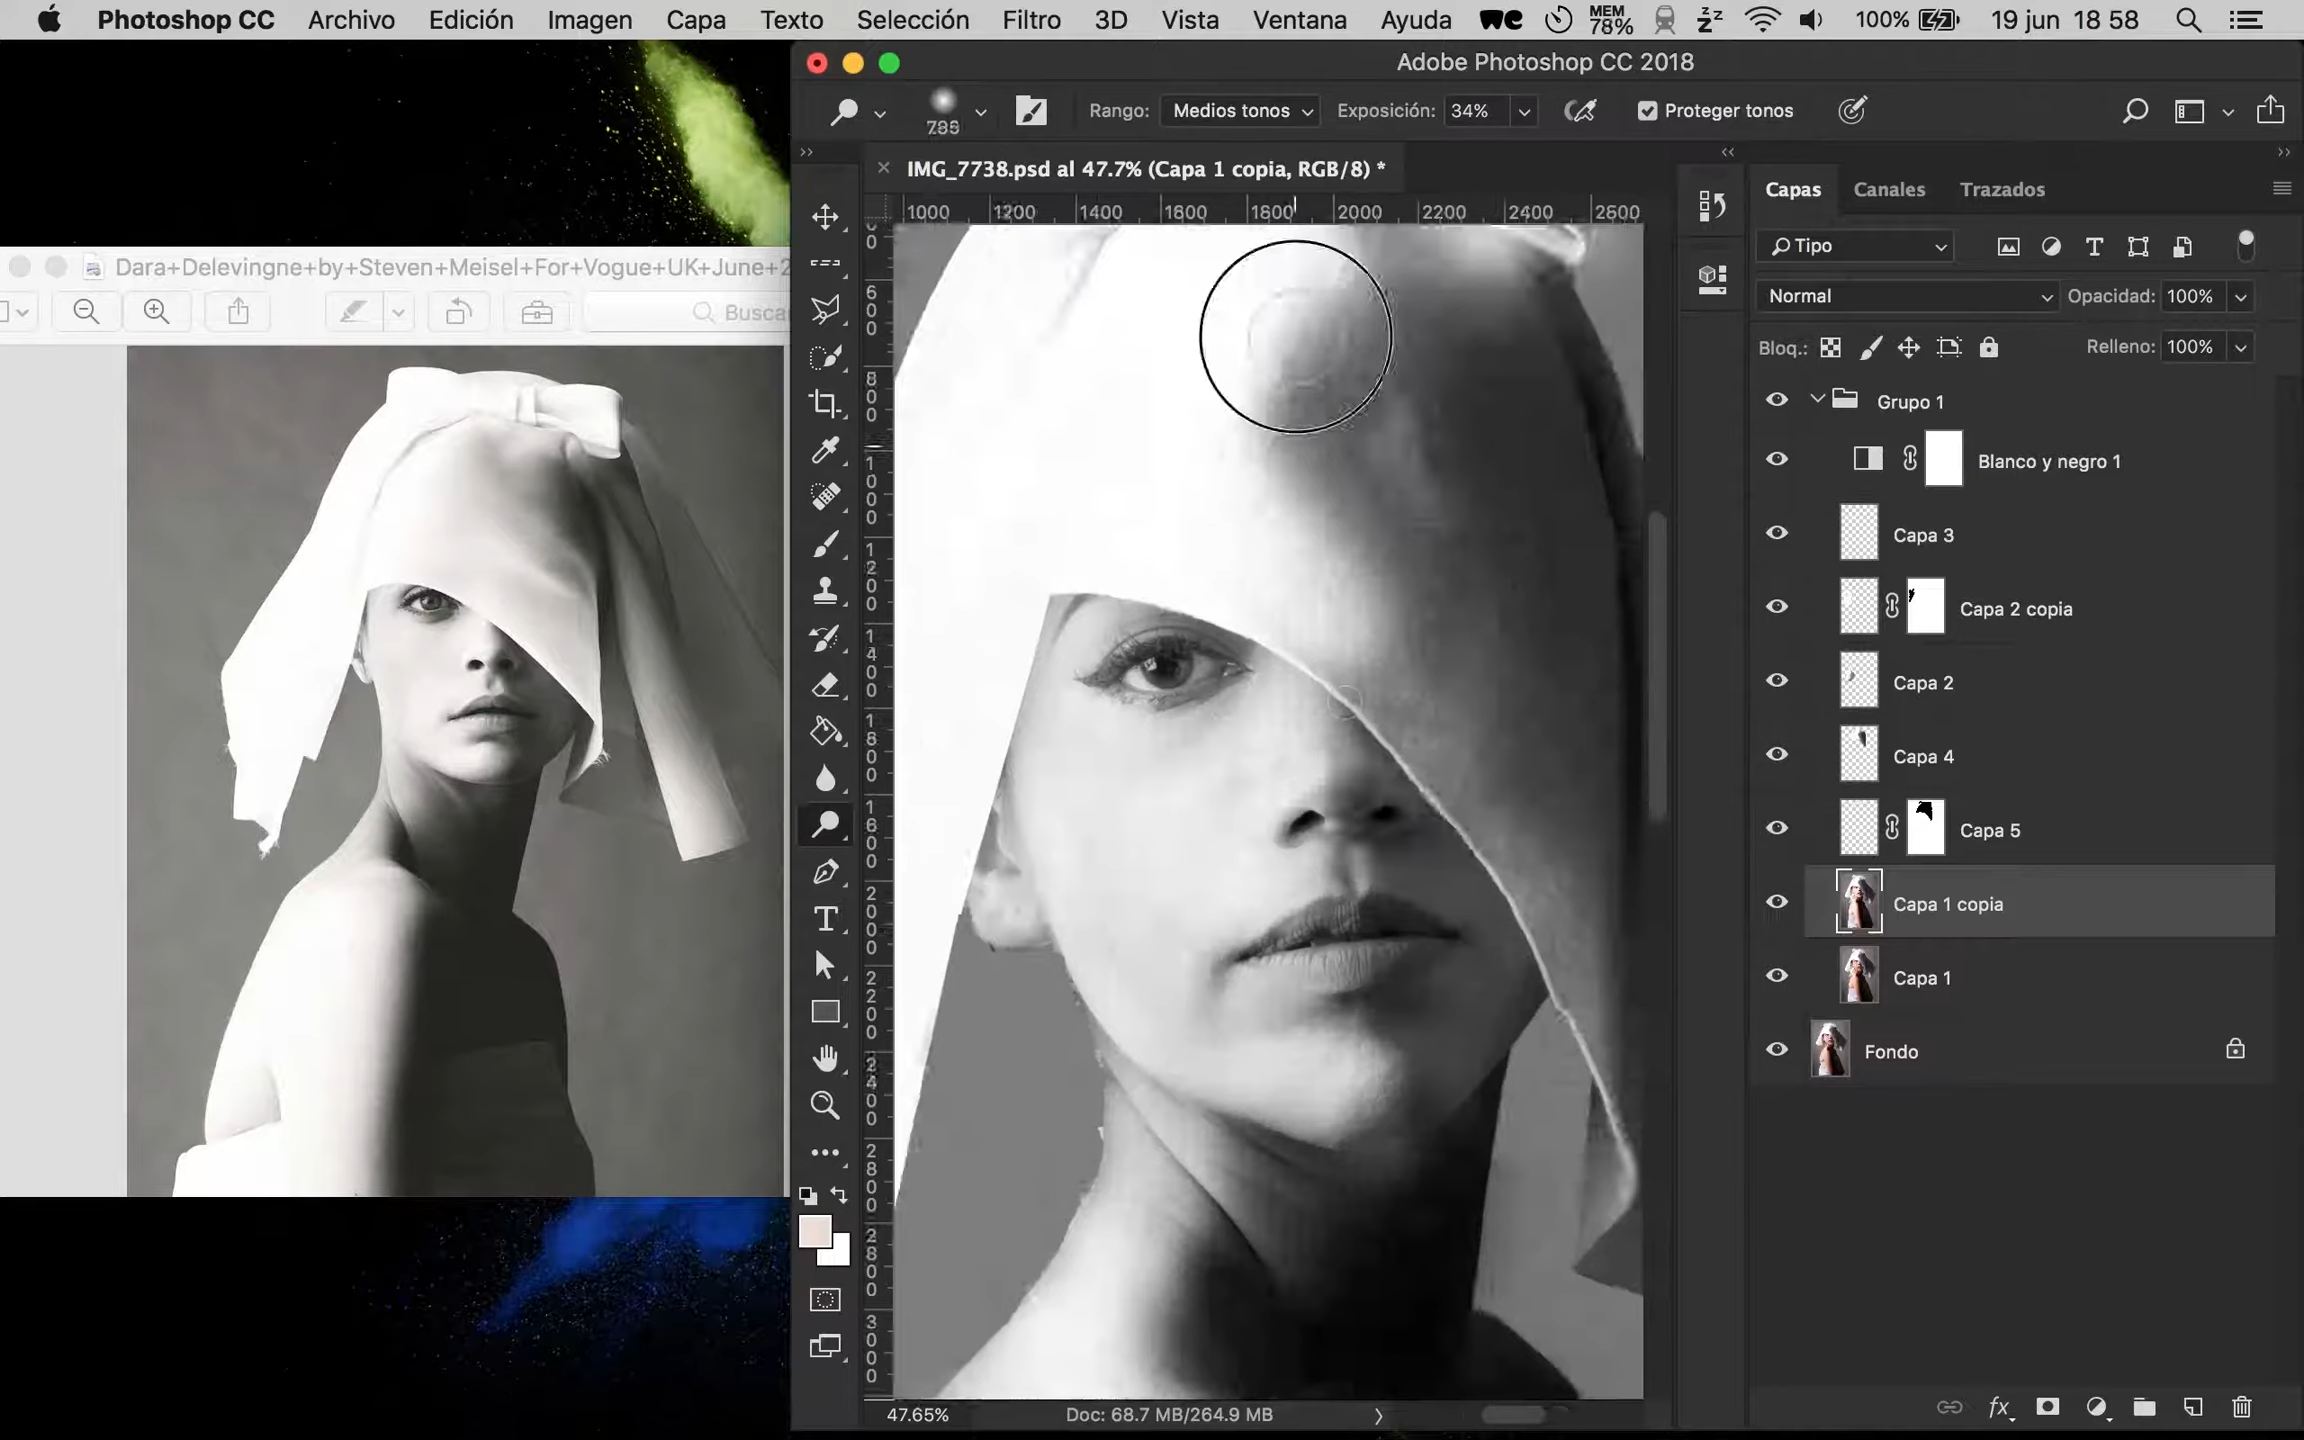 Photoshop CC Archivo Edición Imagen Capa Texto Selección Filtro 3D Vista Ventana Ayuda MEM 78% 100% 19 jun 18 58
Adobe Photoshop CC 2018
Rango: Medios tonos Exposición: 34% Proteger tonos
IMG_7738.psd al 47.7% (Capa 1 copia, RGB/8) *
1000 1200 1400 1600 1800 2000 2200 2400 2600
Capas Canales Trazados
Tipo
Normal Opacidad: 100%
Bloq.: Relleno: 100%
Grupo 1
Blanco y negro 1
Capa 3
Capa 2 copia
Capa 2
Capa 4
Capa 5
Capa 1 copia
Capa 1
Fondo
Dara+Delevingne+by+Steven+Meisel+For+Vogue+UK+June+2
Busca
47.65% Doc: 68.7 MB/264.9 MB